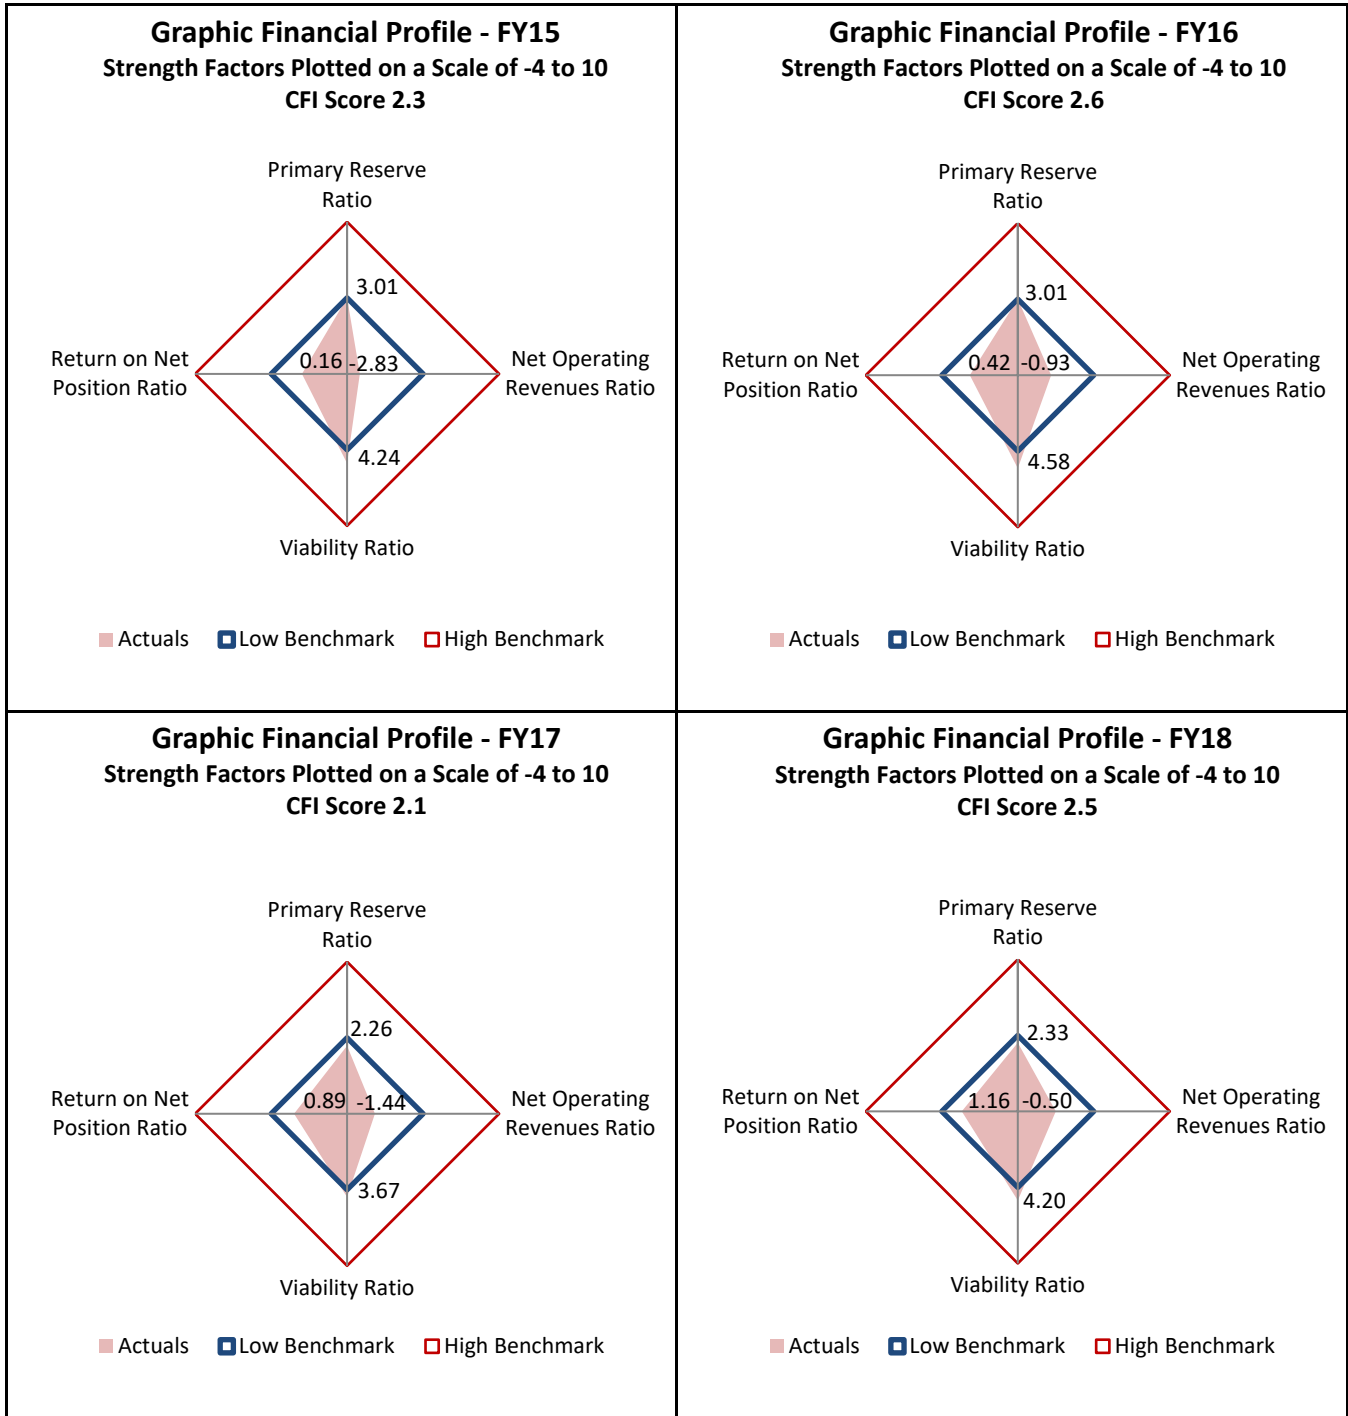 Graphic Financial Profile - FY15
Strength Factors Plotted on a Scale of -4 to 10
CFI Score 2.3
Primary Reserve
Ratio
3.01
Return on Net
Position Ratio
0.16
-2.83
Net Operating
Revenues Ratio
4.24
Viability Ratio
Actuals
Low Benchmark
High Benchmark
Graphic Financial Profile - FY16
Strength Factors Plotted on a Scale of -4 to 10
CFI Score 2.6
Primary Reserve
Ratio
3.01
Return on Net
Position Ratio
0.42
-0.93
Net Operating
Revenues Ratio
4.58
Viability Ratio
Actuals
Low Benchmark
High Benchmark
Graphic Financial Profile - FY17
Strength Factors Plotted on a Scale of -4 to 10
CFI Score 2.1
Primary Reserve
Ratio
2.26
Return on Net
Position Ratio
0.89
-1.44
Net Operating
Revenues Ratio
3.67
Viability Ratio
Actuals
Low Benchmark
High Benchmark
Graphic Financial Profile - FY18
Strength Factors Plotted on a Scale of -4 to 10
CFI Score 2.5
Primary Reserve
Ratio
2.33
Return on Net
Position Ratio
1.16
-0.50
Net Operating
Revenues Ratio
4.20
Viability Ratio
Actuals
Low Benchmark
High Benchmark